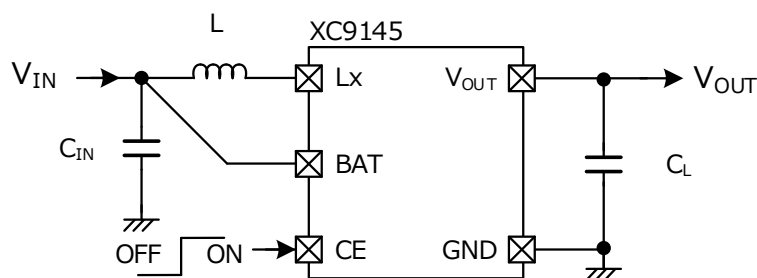 L
XC9145
VIN
Lx
VOUT
VOUT
CIN
BAT
CL
OFF
ON
CE
GND